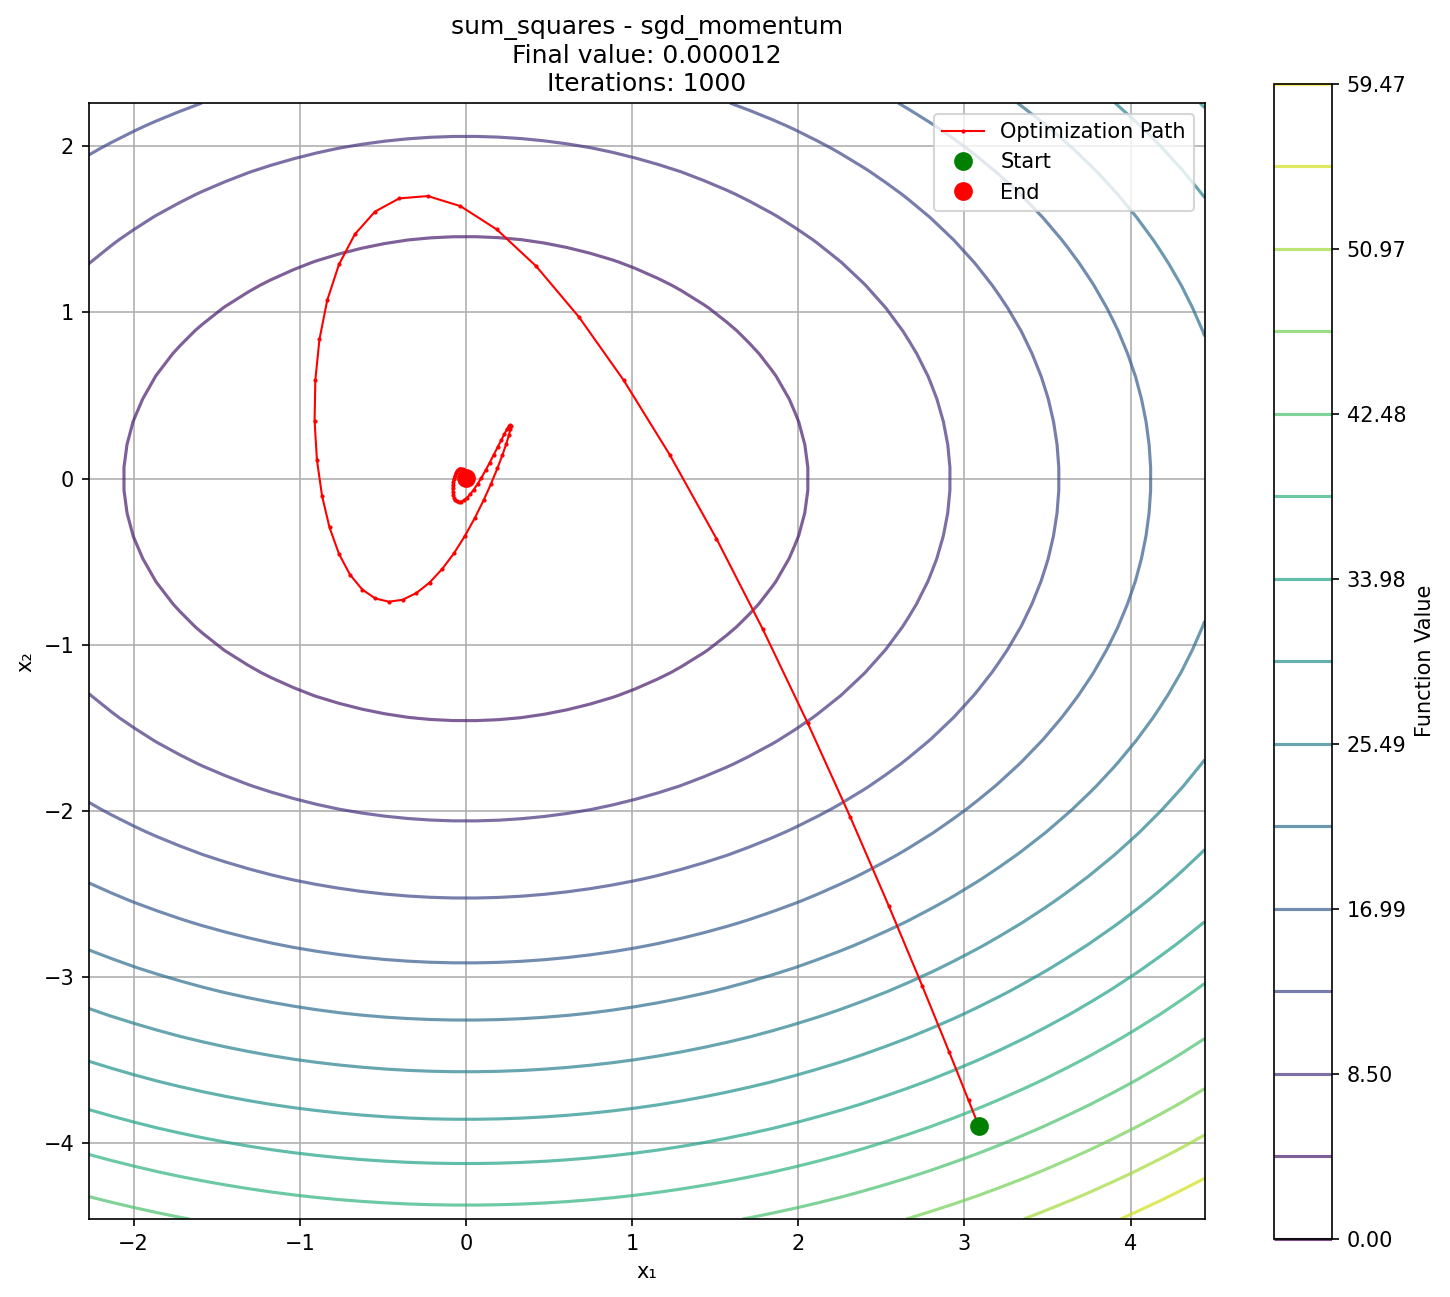 sum_squares - sgd_momentum
Final value: 0.000012
Iterations: 1000
Optimization Path
Start
End
2
1
0
−1
−2
−3
−4
x₂
−2
−1
0
1
2
3
4
x₁
59.47
50.97
42.48
33.98
25.49
16.99
8.50
0.00
Function Value